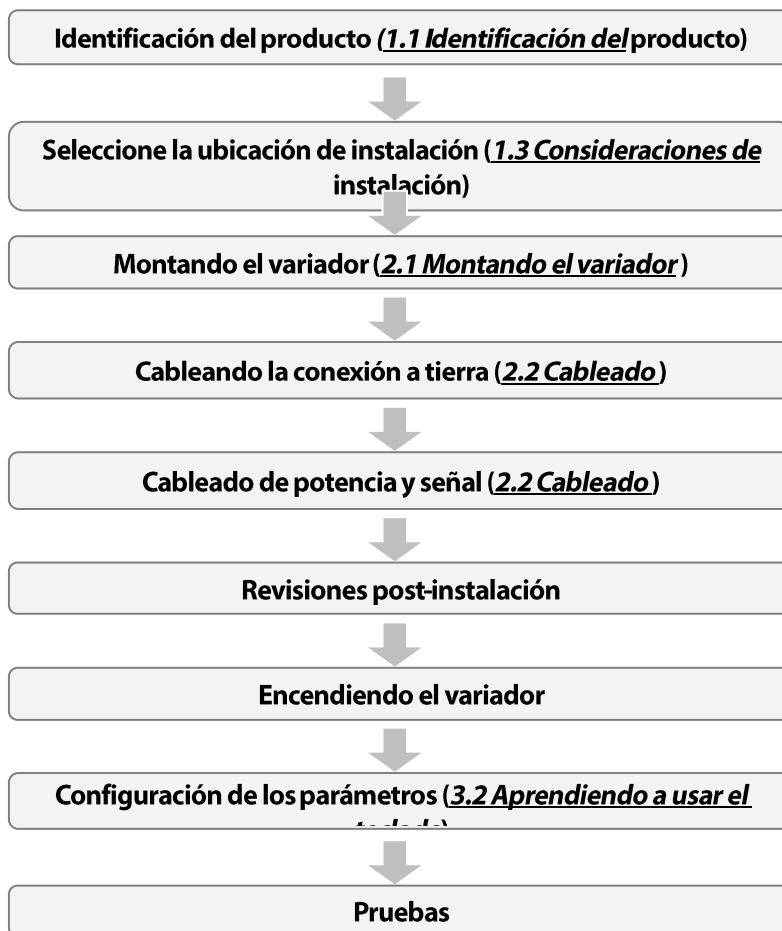 Identificación del producto (1.1 Identificación del producto)
Seleccione la ubicación de instalación (1.3 Consideraciones de
instalación)
Montando el variador (2.1 Montando el variador )
Cableando la conexión a tierra (2.2 Cableado )
Cableado de potencia y señal (2.2 Cableado )
Revisiones post-instalación
Encendiendo el variador
Configuración de los parámetros (3.2 Aprendiendo a usar el
Pruebas